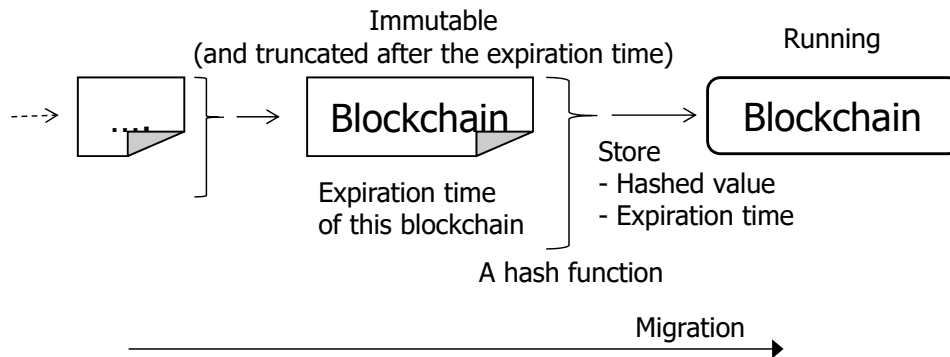 Immutable
(and truncated after the expiration time)
Running
....
Blockchain
Blockchain
Expiration time
of this blockchain
Store
- Hashed value
- Expiration time
A hash function
Migration